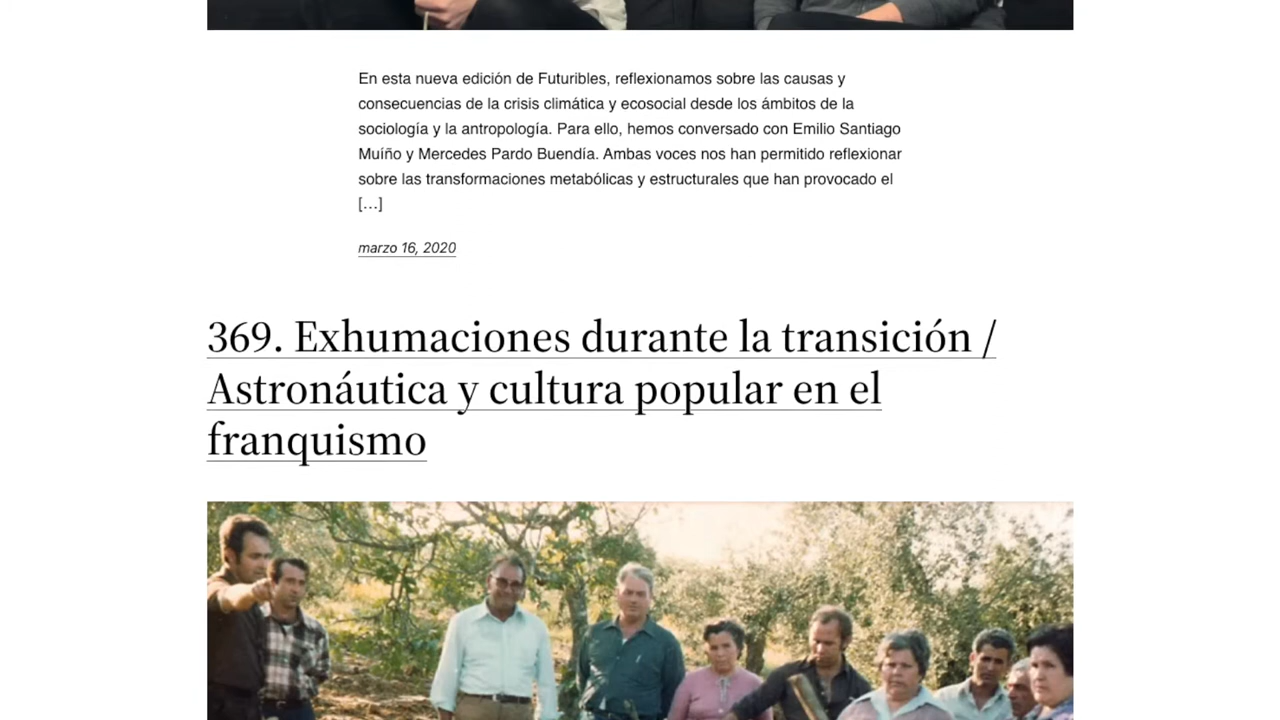 En esta nueva edición de Futuribles, reflexionamos sobre las causas y
consecuencias de la crisis climática y ecosocial desde los ámbitos de la
sociología y la antropología. Para ello, hemos conversado con Emilio Santiago
Muíño y Mercedes Pardo Buendía. Ambas voces nos han permitido reflexionar
sobre las transformaciones metabólicas y estructurales que han provocado el
[…]
marzo 16, 2020
369. Exhumaciones durante la transición /
Astronáutica y cultura popular en el
franquismo